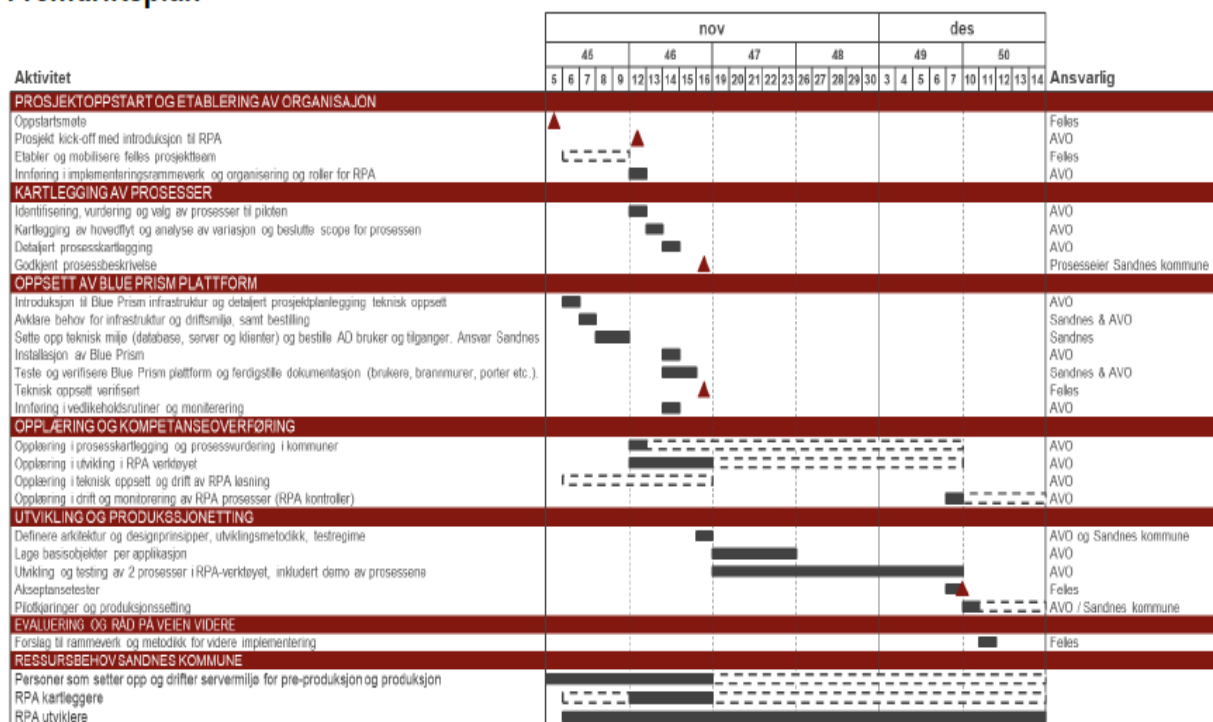 nov des
45 46 47 48 49 50
Aktivitet 5 6 7 8 9 12 13 14 15 16 19 20 21 22 23 26 27 28 29 30 3 4 5 6 7 10 11 12 13 14 Ansvarlig
PROSJEKTOPPSTART OG ETABLERING AV ORGANISAJON
Oppstartsmøte Felles
Prosjekt kick-off med introduksjon til RPA AVO
Etabler og mobilisere felles prosjektteam Felles
Innføring i implementeringsrammeverk og organisering og roller for RPA AVO
KARTLEGGING AV PROSESSER
Identifisering, vurdering og valg av prosesser til piloten AVO
Kartlegging av hovedflyt og analyse av variasjon og beslutte scope for prosessen AVO
Detaljert prosesskartlegging AVO
Godkjent prosessbeskrivelse Prosesseier Sandnes kommune
OPPSETT AV BLUE PRISM PLATTFORM
Introduksjon til Blue Prism infrastruktur og detaljert prosjektplanlegging teknisk oppsett AVO
Avklare behov for infrastruktur og driftsmiljø, samt bestilling Sandnes & AVO
Sette opp teknisk miljø (database, server og klienter) og bestille AD bruker og tilganger. Ansvar Sandnes Sandnes
Installasjon av Blue Prism AVO
Teste og verifisere Blue Prism plattform og ferdigstille dokumentasjon (brukere, brannmurer, porter etc.). Sandnes & AVO
Teknisk oppsett verifisert Felles
Innføring i vedlikeholdsrutiner og moniterering AVO
OPPLÆRING OG KOMPETANSEOVERFØRING
Opplæring i prosesskartlegging og prosessvurdering i kommuner AVO
Opplæring i utvikling i RPA verktøyet AVO
Opplæring i teknisk oppsett og drift av RPA løsning AVO
Opplæring i drift og monitorering av RPA prosesser (RPA kontroller) AVO
UTVIKLING OG PRODUKSSJONETTING
Definere arkitektur og designprinsipper, utviklingsmetodikk, testregime AVO og Sandnes kommune
Lage basisobjekter per applikasjon AVO
Utvikling og testing av 2 prosesser i RPA-verktøyet, inkludert demo av prosessene AVO
Akseptansetester Felles
Pilotkjøringer og produksjonssetting AVO / Sandnes kommune
EVALUERING OG RÅD PÅ VEIEN VIDERE
Forslag til rammeverk og metodikk for videre implementering Felles
RESSURSBEHOV SANDNES KOMMUNE
Personer som setter opp og drifter servermiljø for pre-produksjon og produksjon
RPA kartleggere
RPA utviklere